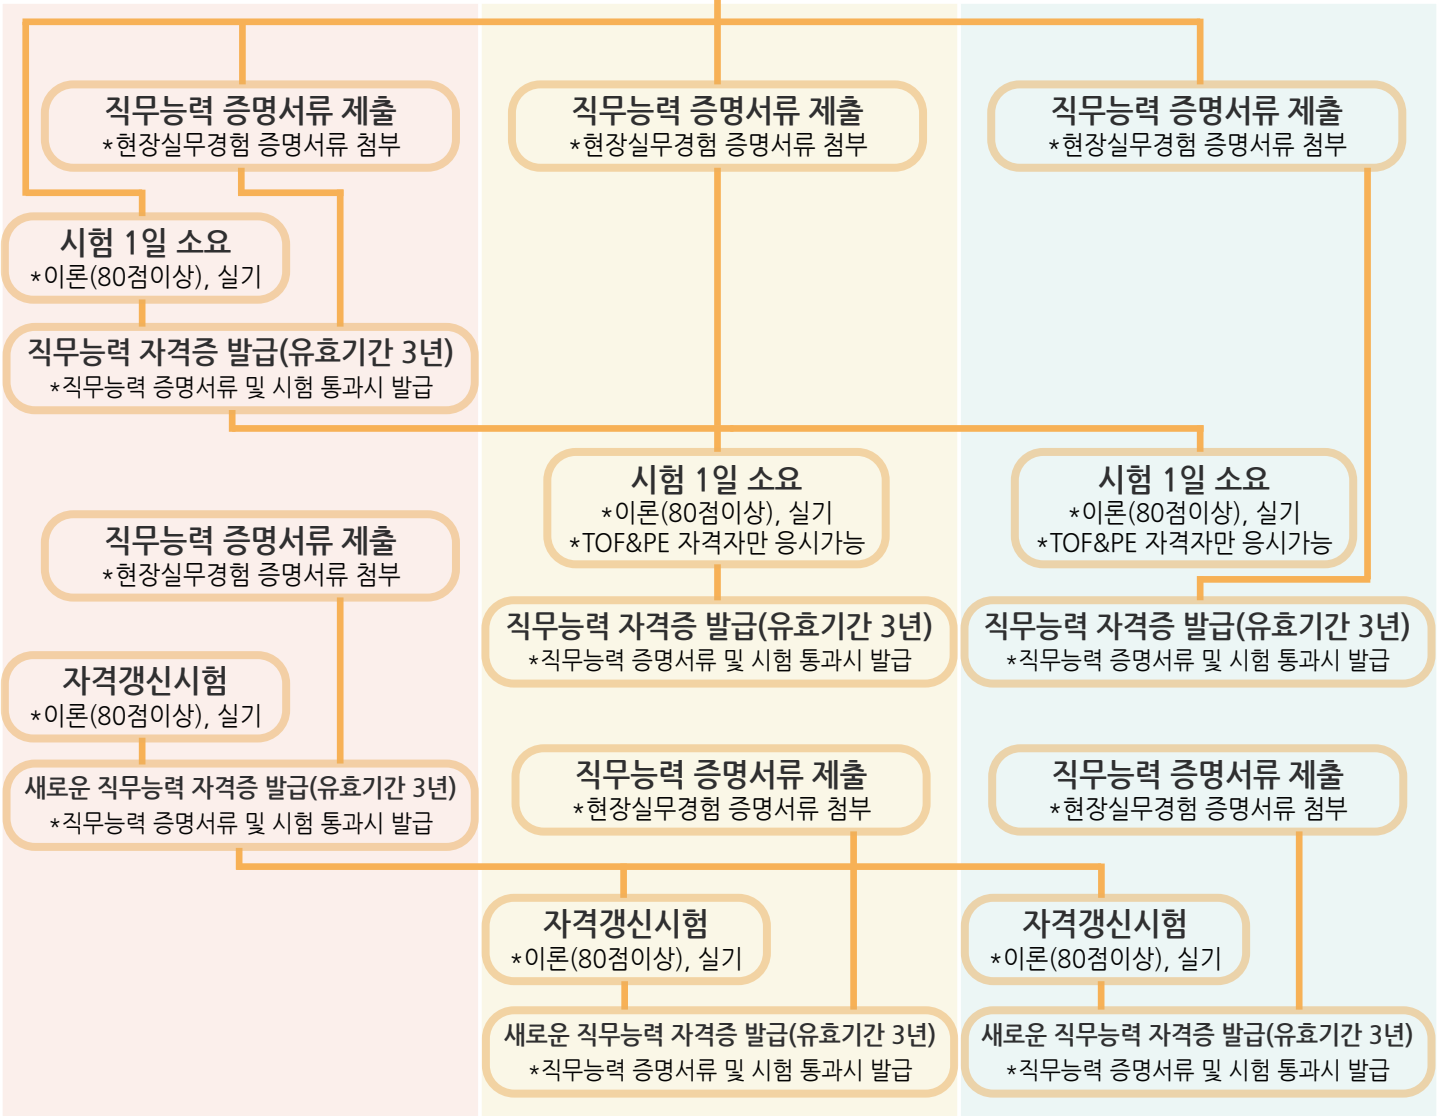 직무능력 증명서류 제출
*현장실무경험 증명서류 첨부
직무능력 증명서류 제출
*현장실무경험 증명서류 첨부
직무능력 증명서류 제출
*현장실무경험 증명서류 첨부
시험 1일 소요
*이론(80점이상), 실기
직무능력 자격증 발급(유효기간 3년)
*직무능력 증명서류 및 시험 통과시 발급
시험 1일 소요
*이론(80점이상), 실기
*TOF&PE 자격자만 응시가능
시험 1일 소요
*이론(80점이상), 실기
*TOF&PE 자격자만 응시가능
직무능력 증명서류 제출
*현장실무경험 증명서류 첨부
직무능력 자격증 발급(유효기간 3년)
*직무능력 증명서류 및 시험 통과시 발급
직무능력 자격증 발급(유효기간 3년)
*직무능력 증명서류 및 시험 통과시 발급
자격갱신시험
*이론(80점이상), 실기
새로운 직무능력 자격증 발급(유효기간 3년)
*직무능력 증명서류 및 시험 통과시 발급
직무능력 증명서류 제출
*현장실무경험 증명서류 첨부
직무능력 증명서류 제출
*현장실무경험 증명서류 첨부
자격갱신시험
*이론(80점이상), 실기
자격갱신시험
*이론(80점이상), 실기
새로운 직무능력 자격증 발급(유효기간 3년)
*직무능력 증명서류 및 시험 통과시 발급
새로운 직무능력 자격증 발급(유효기간 3년)
*직무능력 증명서류 및 시험 통과시 발급